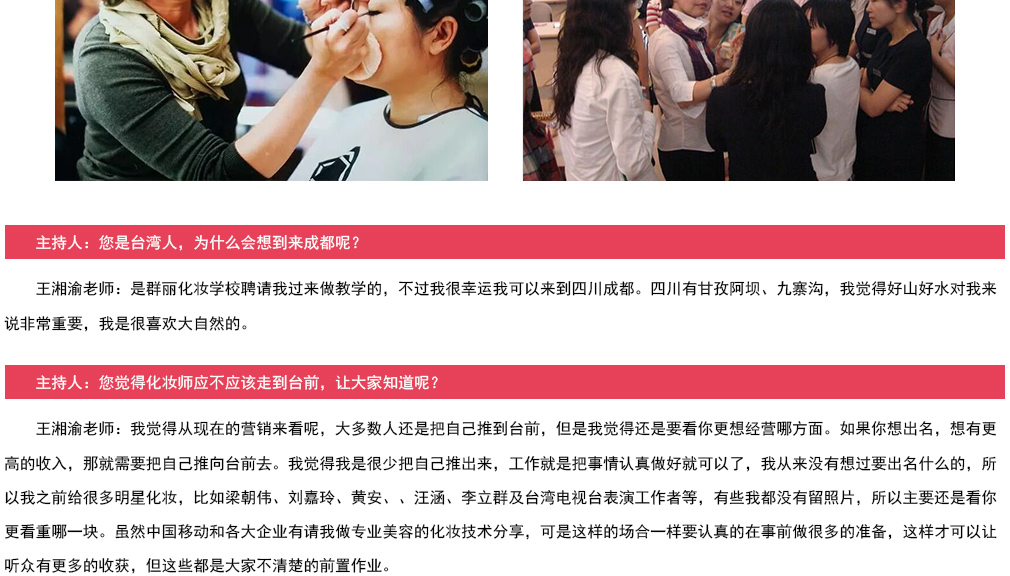 主持人：您是台湾人，为什么会想到来成都呢？
王湘渝老师：是群丽化妆学校聘请我过来做教学的，不过我很幸运我可以来到四川成都。四川有甘孜阿坝、九寨沟，我觉得好山好水对我来
说非常重要，我是很喜欢大自然的。
主持人：您觉得化妆师应不应该走到台前，让大家知道呢？
王湘渝老师：我觉得从现在的营销来看呢，大多数人还是把自己推到台前，但是我觉得还是要看你更想经营哪方面。如果你想出名，想有更
高的收入，那就需要把自己推向台前去。我觉得我是很少把自己推出来，工作就是把事情认真做好就可以了，我从来没有想过要出名什么的，所
以我之前给很多明星化妆，比如梁朝伟、刘嘉玲、黄安、、汪涵、李立群及台湾电视台表演工作者等，有些我都没有留照片，所以主要还是看你
更看重哪一块。虽然中国移动和各大企业有请我做专业美容的化妆技术分享，可是这样的场合一样要认真的在事前做很多的准备，这样才可以让
听众有更多的收获，但这些都是大家不清楚的前置作业。